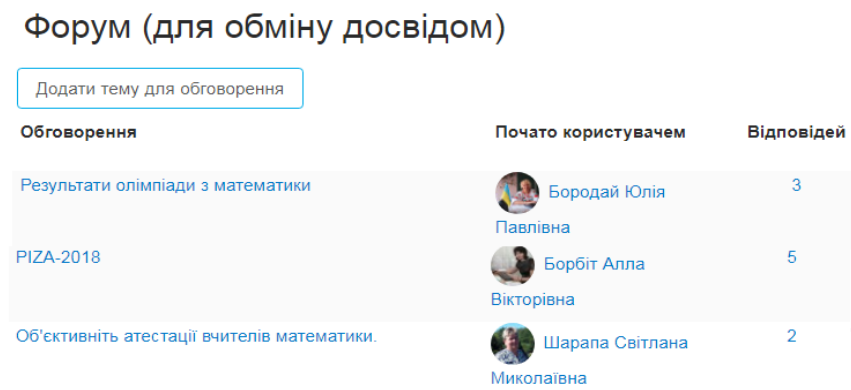 Форум (для обміну досвідом)
Додати тему для обговорення
Обговорення Почато користувачем Відповідей
Результати олімпіади з математики Бородай Юлія 3
Павлівна
PIZA-2018 Борбіт Алла 5
Вікторівна
Об'єктивніть атестації вчителів математики. Шарапа Світлана 2
Миколаївна